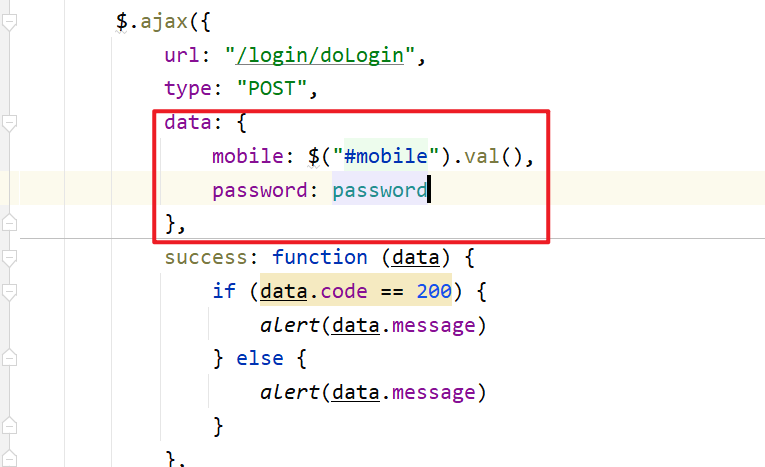 $.ajax({
url: "/login/doLogin",
type: "POST",
data: {
mobile: $("#mobile").val(),
password: password
},
success: function (data) {
if (data.code == 200) {
alert(data.message)
} else {
alert(data.message)
}
},